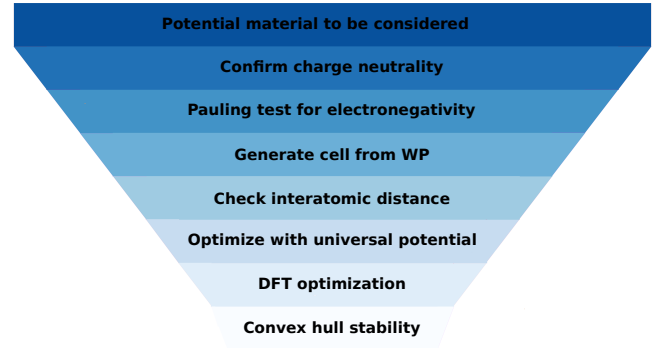 Potential material to be considered
Confirm charge neutrality
Pauling test for electronegativity
Generate cell from WP
Check interatomic distance
Optimize with universal potential
DFT optimization
Convex hull stability